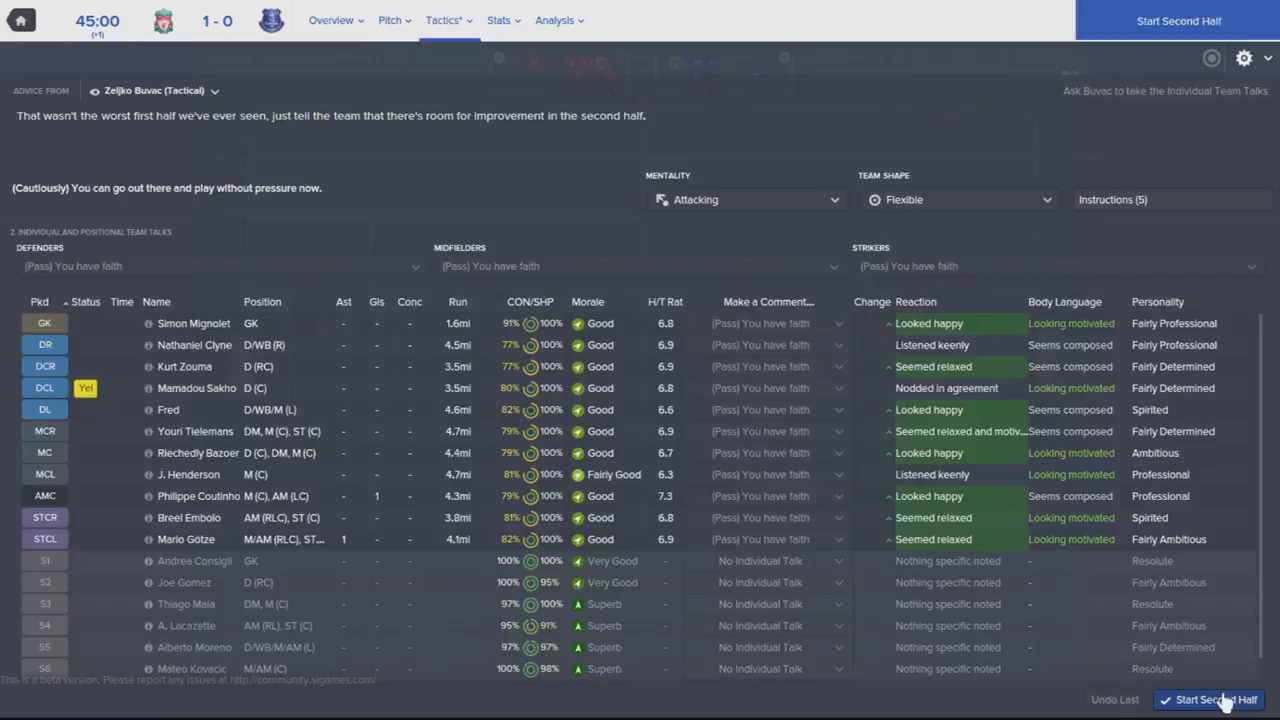 45:00 1 - 0 Overview Pitch Tactics* Stats Analysis Start Second Half
(+1)
ADVICE FROM Zeljko Buvac (Tactical) Ask Buvac to take the Individual Team Talks
That wasn't the worst first half we've ever seen, just tell the team that there's room for improvement in the second half.
MENTALITY TEAM SHAPE
(Cautiously) You can go out there and play without pressure now. Attacking Flexible Instructions (5)
2. INDIVIDUAL AND POSITIONAL TEAM TALKS
DEFENDERS MIDFIELDERS STRIKERS
(Pass) You have faith (Pass) You have faith (Pass) You have faith
Pkd Status Time Name Position Ast Gls Conc Run CON/SHP Morale H/T Rat Make a Comment... Change Reaction Body Language Personality
GK Simon Mignolet GK - - - 1.6mi 91% 100% Good 6.8 (Pass) You have faith Looked happy Looking motivated Fairly Professional
DR Nathaniel Clyne D/WB (R) - - - 4.5mi 77% 100% Good 6.9 (Pass) You have faith Listened keenly Seems composed Fairly Professional
DCR Kurt Zouma D (RC) - - - 3.5mi 77% 100% Good 6.9 (Pass) You have faith Seemed relaxed Seems composed Fairly Determined
DCL Yel Mamadou Sakho D (C) - - - 3.5mi 80% 100% Good 6.8 (Pass) You have faith Nodded in agreement Looking motivated Fairly Determined
DL Fred D/WB/M (L) - - - 4.6mi 82% 100% Good 6.6 (Pass) You have faith Looked happy Seems composed Spirited
MCR Youri Tielemans DM, M (C), ST (C) - - - 4.7mi 79% 100% Good 6.9 (Pass) You have faith Seemed relaxed and motiv... Seems composed Fairly Determined
MC Riechedly Bazoer D (C), DM, M (C) - - - 4.4mi 79% 100% Good 6.7 (Pass) You have faith Looked happy Looking motivated Ambitious
MCL J. Henderson M (C) - - - 4.7mi 81% 100% Fairly Good 6.3 (Pass) You have faith Listened keenly Looking motivated Professional
AMC Philippe Coutinho M (C), AM (LC) - 1 - 4.3mi 79% 100% Good 7.3 (Pass) You have faith Looked happy Seems composed Professional
STCR Breel Embolo AM (RLC), ST (C) - - - 3.8mi 81% 100% Good 6.8 (Pass) You have faith Seemed relaxed Looking motivated Spirited
STCL Mario Götze M/AM (RLC), ST... 1 - - 4.1mi 82% 100% Good 6.9 (Pass) You have faith Seemed relaxed Looking motivated Fairly Ambitious
S1 Andrea Consigli GK - - - 100% 100% Very Good - No Individual Talk Nothing specific noted - Resolute
S2 Joe Gomez D (RC) - - - 100% 95% Very Good - No Individual Talk Nothing specific noted - Fairly Ambitious
S3 Thiago Maia DM, M (C) - - - 97% 100% Superb - No Individual Talk Nothing specific noted - Resolute
S4 A. Lacazette AM (RL), ST (C) - - - 95% 91% Superb - No Individual Talk Nothing specific noted - Fairly Ambitious
S5 Alberto Moreno D/WB/M/AM (L) - - - 97% 97% Superb - No Individual Talk Nothing specific noted - Fairly Determined
S6 Mateo Kovacic M/AM (C) - - - 100% 98% Superb - No Individual Talk Nothing specific noted - Resolute
This is a beta version. Please report any issues at http://community.sigames.com/
Undo Last Start Second Half